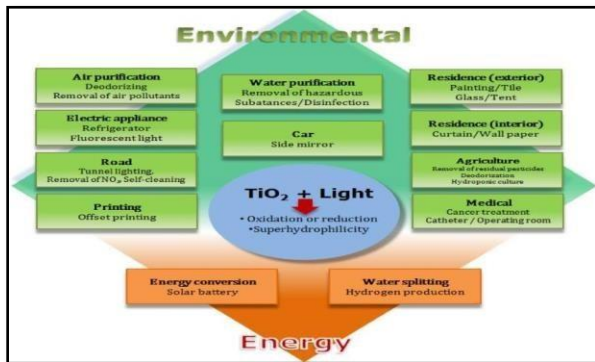 Environmental
Air purification
Deodorizing
Removal of air pollutants
Water purification
Removal of hazardous
Substances/Disinfection
Residence (exterior)
Painting/Tile
Glass/Tent
Electric appliance
Refrigerator
Fluorescent light
Car
Side mirror
Residence (interior)
Curtain/Wall paper
Road
Tunnel lighting.
Removal of NOₓ, Self-cleaning
Agriculture
Removal of residual pesticides
Deodorization
Hydroponic culture
Printing
Offset printing
TiO₂ + Light
• Oxidation or reduction
•Superhydrophilicity
Medical
Cancer treatment
Catheter / Operating room
Energy conversion
Solar battery
Water splitting
Hydrogen production
Energy